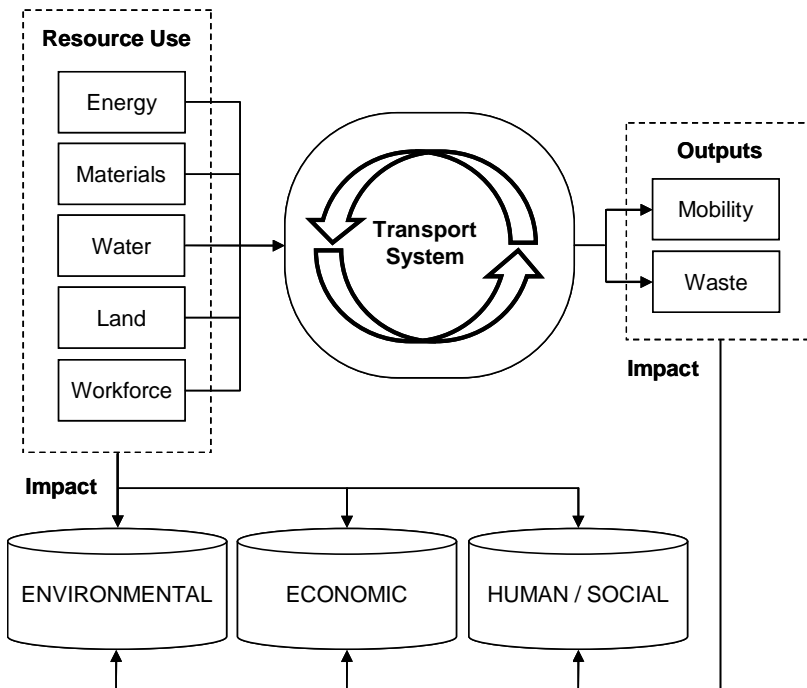 Resource Use
Energy
Materials
Water
Land
Workforce
Transport
System
Outputs
Mobility
Waste
Impact
Impact
ENVIRONMENTAL
ECONOMIC
HUMAN / SOCIAL